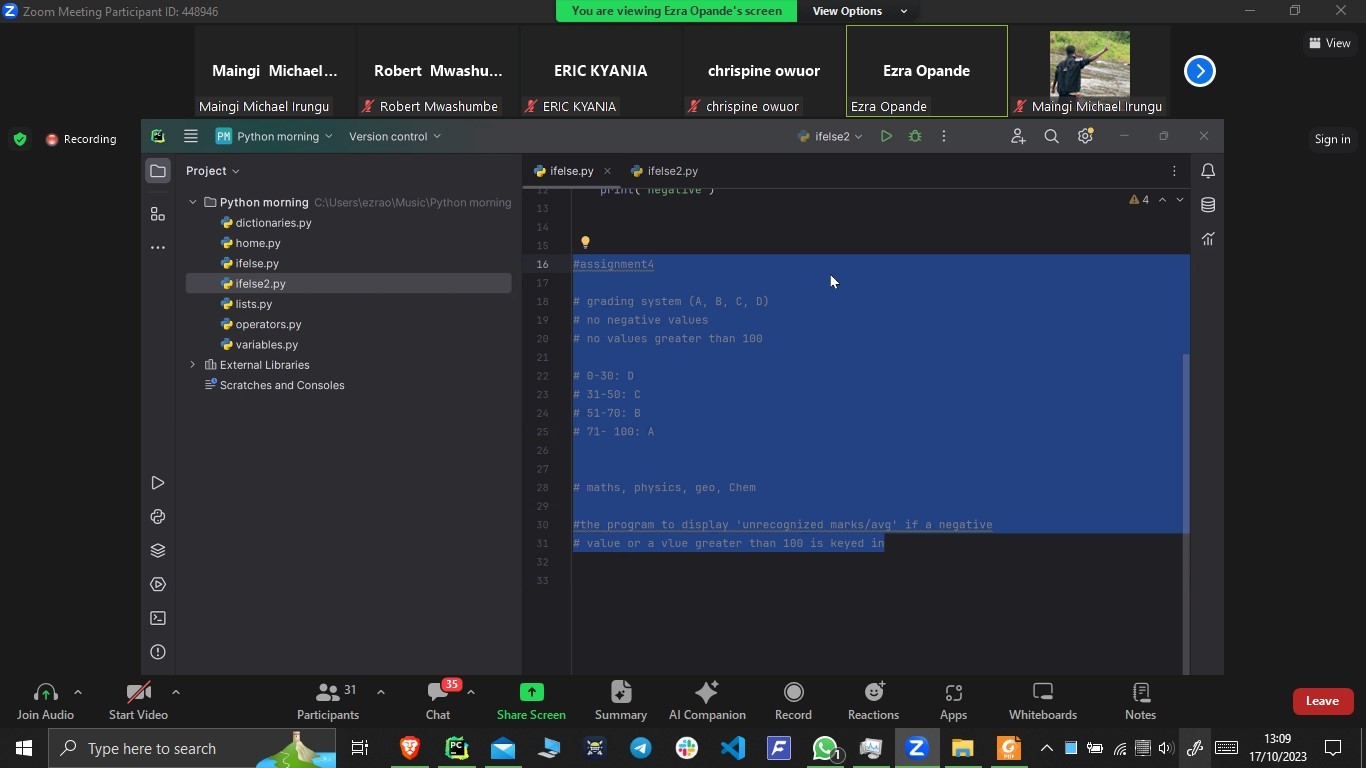 Zoom Meeting Participant ID: 448946
You are viewing Ezra Opande's screen
View Options
Maingi Michael...
Robert Mwashu...
ERIC KYANIA
chrispine owuor
Ezra Opande
View
Maingi Michael Irungu
Robert Mwashumbe
ERIC KYANIA
chrispine owuor
Ezra Opande
Maingi Michael Irungu
Recording
PM Python morning
Version control
ifelse2
Sign in
Project
ifelse.py
ifelse2.py
Python morning C:\Users\ezrao\Music\Python morning
dictionaries.py
home.py
ifelse.py
ifelse2.py
lists.py
operators.py
variables.py
External Libraries
Scratches and Consoles
4
12 print("negative")
13
14
15
16 #assignment4
17
18 # grading system (A, B, C, D)
19 # no negative values
20 # no values greater than 100
21
22 # 0-30: D
23 # 31-50: C
24 # 51-70: B
25 # 71- 100: A
26
27
28 # maths, physics, geo, Chem
29
30 #the program to display 'unrecognized marks/avg' if a negative
31 # value or a vlue greater than 100 is keyed in
32
33
Join Audio
Start Video
Participants 31
Chat 35
Share Screen
Summary
AI Companion
Record
Reactions
Apps
Whiteboards
Notes
Leave
Type here to search
1
13:09
17/10/2023